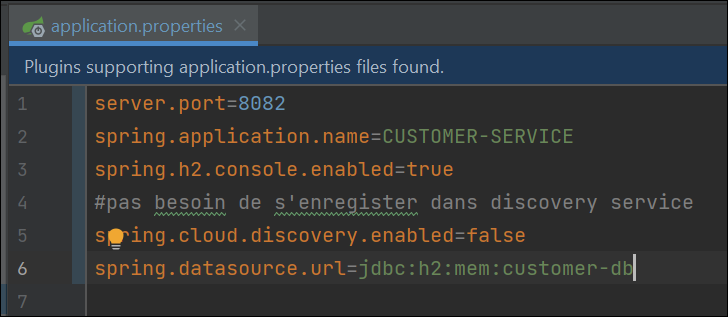 application.properties
Plugins supporting application.properties files found.
1 server.port=8082
2 spring.application.name=CUSTOMER-SERVICE
3 spring.h2.console.enabled=true
4 #pas besoin de s'enregister dans discovery service
5 spring.cloud.discovery.enabled=false
6 spring.datasource.url=jdbc:h2:mem:customer-db
7